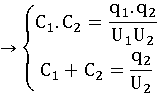 → { C₁.C₂ = q₁.q₂ / U₁U₂
C₁ + C₂ = q₂ / U₂